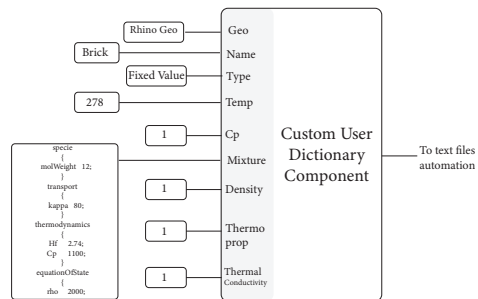 Rhino Geo
Geo
Brick
Name
Fixed Value
Type
278
Temp
1
Cp
specie
{
molWeight 12;
}
transport
{
kappa 80;
}
thermodynamics
{
Hf 2.74;
Cp 1100;
}
equationOfState
{
rho 2000;
Mixture
1
Density
1
Thermo
prop
1
Thermal
Conductivity
Custom User
Dictionary
Component
To text files
automation